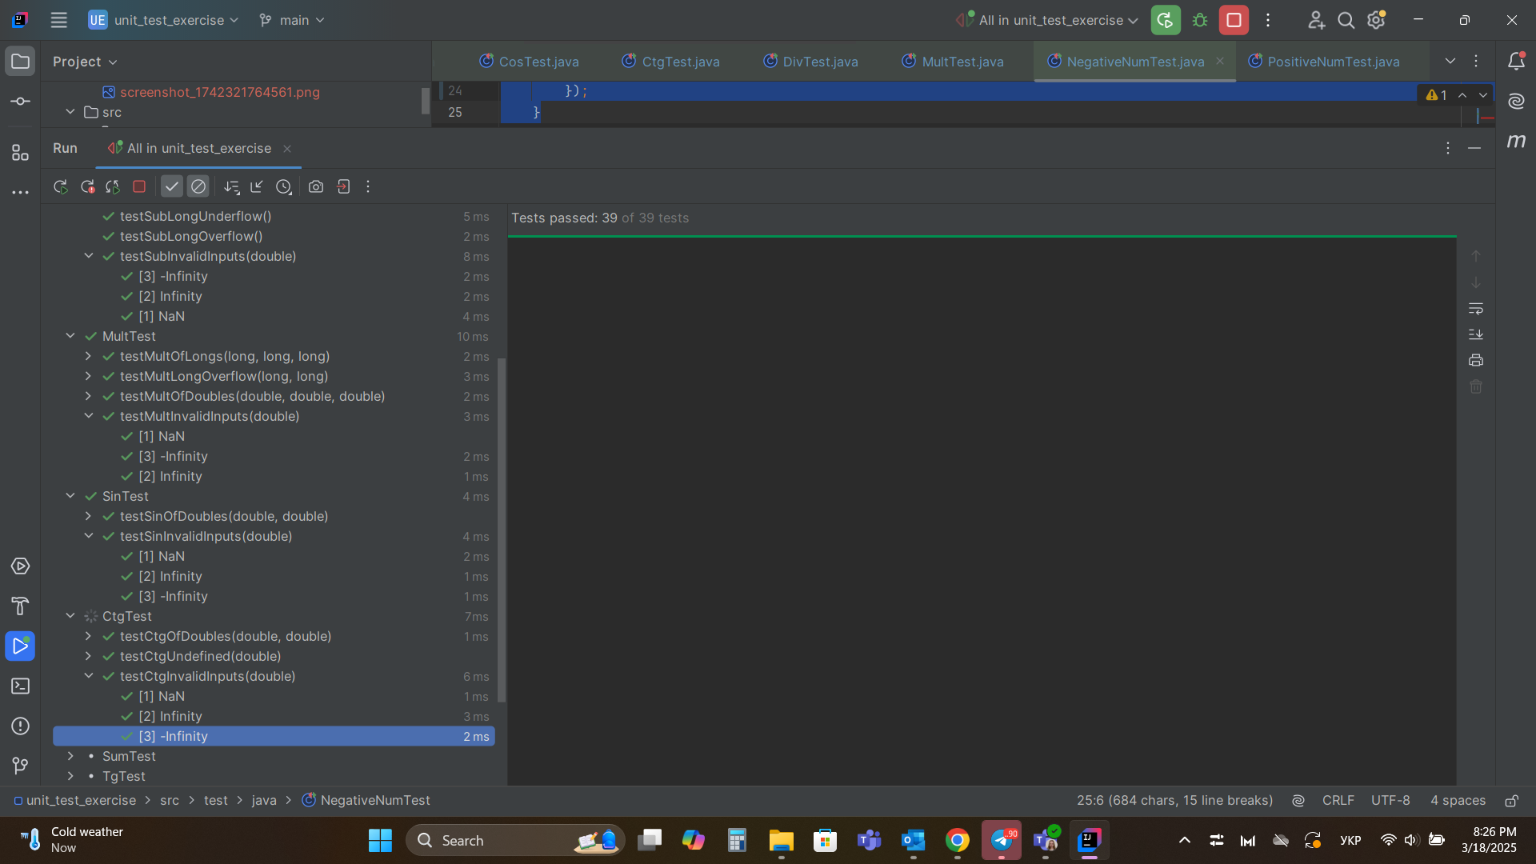 UE unit_test_exercise main All in unit_test_exercise
Project CosTest.java CtgTest.java DivTest.java MultTest.java NegativeNumTest.java PositiveNumTest.java
screenshot_1742321764561.png 24 }); 1
src 25 }
Run All in unit_test_exercise
testSubLongUnderflow() 5 ms Tests passed: 39 of 39 tests
testSubLongOverflow() 2 ms
testSubInvalidInputs(double) 8 ms
[3] -Infinity 2 ms
[2] Infinity 2 ms
[1] NaN 4 ms
MultTest 10 ms
testMultOfLongs(long, long, long) 2 ms
testMultLongOverflow(long, long) 3 ms
testMultOfDoubles(double, double, double) 2 ms
testMultInvalidInputs(double) 3 ms
[1] NaN
[3] -Infinity 2 ms
[2] Infinity 1 ms
SinTest 4 ms
testSinOfDoubles(double, double)
testSinInvalidInputs(double) 4 ms
[1] NaN 2 ms
[2] Infinity 1 ms
[3] -Infinity 1 ms
CtgTest 7 ms
testCtgOfDoubles(double, double) 1 ms
testCtgUndefined(double)
testCtgInvalidInputs(double) 6 ms
[1] NaN 1 ms
[2] Infinity 3 ms
[3] -Infinity 2 ms
SumTest
TgTest
unit_test_exercise > src > test > java > NegativeNumTest 25:6 (684 chars, 15 line breaks) CRLF UTF-8 4 spaces
Cold weather
Now
Search
90
УКР
8:26 PM
3/18/2025